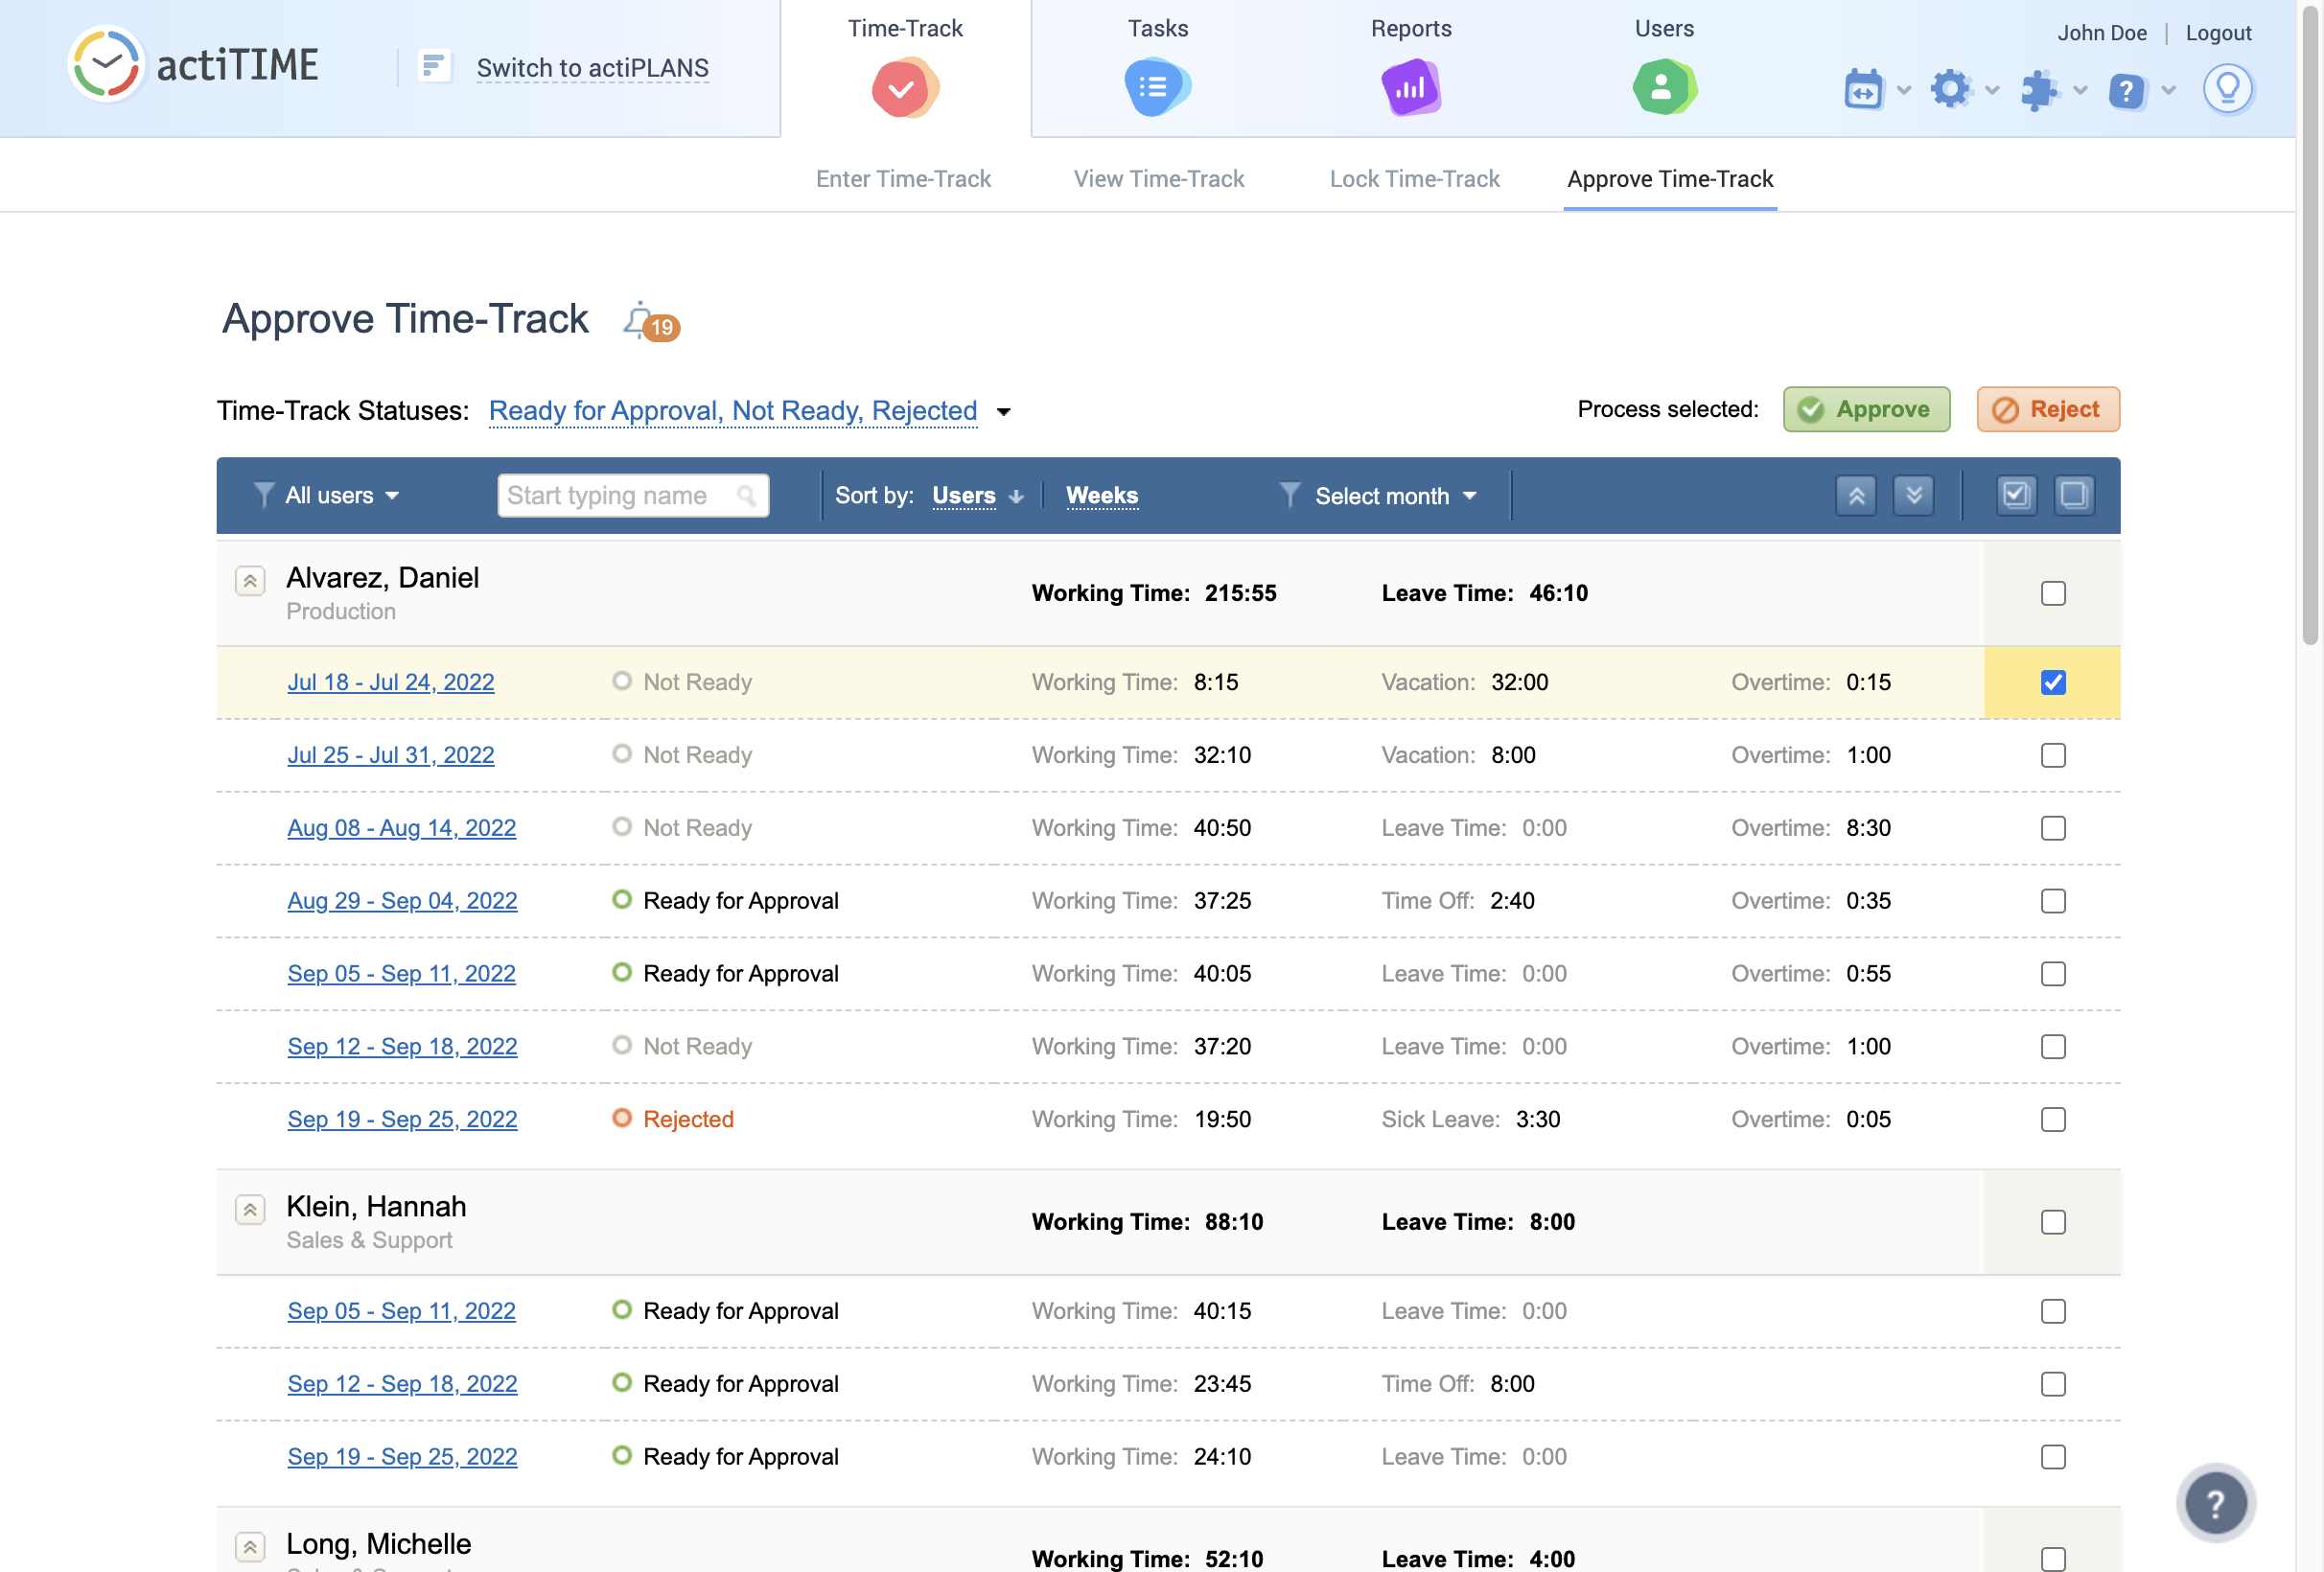 actiTIME
Switch to actiPLANS
Time-Track
Tasks
Reports
Users
John Doe | Logout
Enter Time-Track
View Time-Track
Lock Time-Track
Approve Time-Track
Approve Time-Track 19
Time-Track Statuses: Ready for Approval, Not Ready, Rejected
Process selected: Approve Reject
All users Start typing name Sort by: Users Weeks Select month
Alvarez, Daniel
Production
Working Time: 215:55 Leave Time: 46:10
Jul 18 - Jul 24, 2022 Not Ready Working Time: 8:15 Vacation: 32:00 Overtime: 0:15
Jul 25 - Jul 31, 2022 Not Ready Working Time: 32:10 Vacation: 8:00 Overtime: 1:00
Aug 08 - Aug 14, 2022 Not Ready Working Time: 40:50 Leave Time: 0:00 Overtime: 8:30
Aug 29 - Sep 04, 2022 Ready for Approval Working Time: 37:25 Time Off: 2:40 Overtime: 0:35
Sep 05 - Sep 11, 2022 Ready for Approval Working Time: 40:05 Leave Time: 0:00 Overtime: 0:55
Sep 12 - Sep 18, 2022 Not Ready Working Time: 37:20 Leave Time: 0:00 Overtime: 1:00
Sep 19 - Sep 25, 2022 Rejected Working Time: 19:50 Sick Leave: 3:30 Overtime: 0:05
Klein, Hannah
Sales & Support
Working Time: 88:10 Leave Time: 8:00
Sep 05 - Sep 11, 2022 Ready for Approval Working Time: 40:15 Leave Time: 0:00
Sep 12 - Sep 18, 2022 Ready for Approval Working Time: 23:45 Time Off: 8:00
Sep 19 - Sep 25, 2022 Ready for Approval Working Time: 24:10 Leave Time: 0:00
Long, Michelle
Working Time: 52:10 Leave Time: 4:00